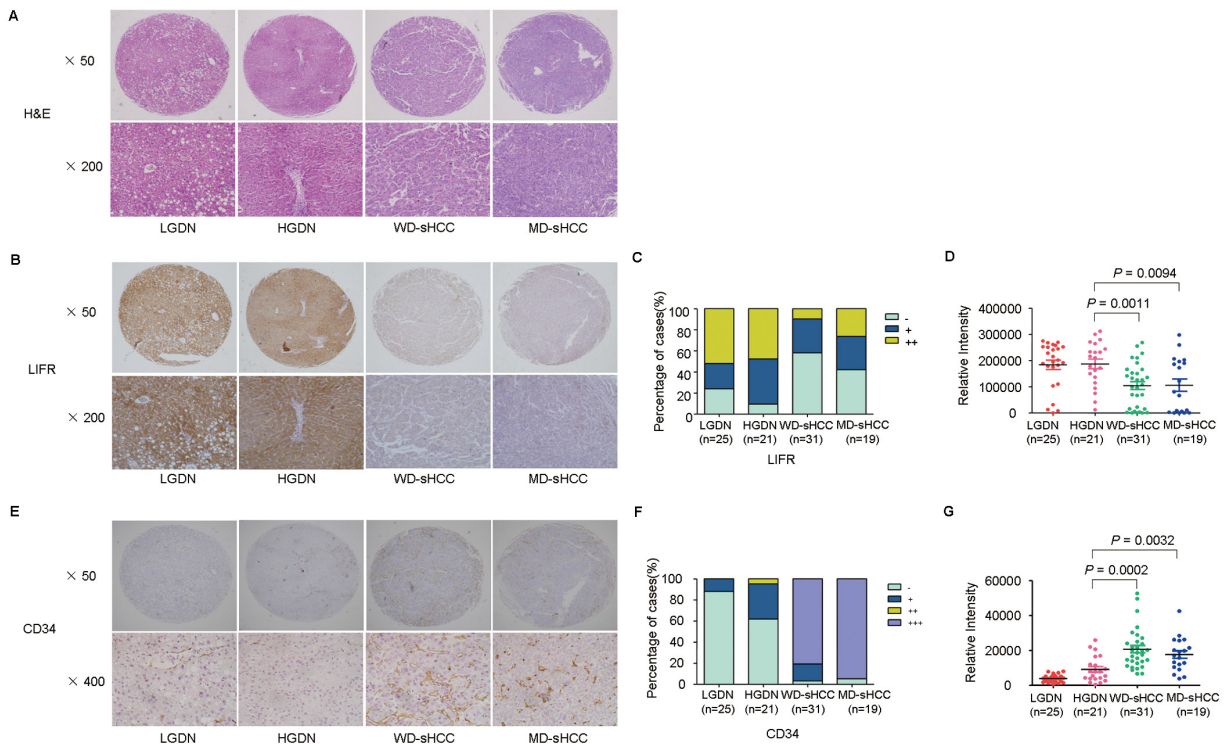 A
× 50
H&E
× 200
LGDN HGDN WD-sHCC MD-sHCC
B
× 50
LIFR
× 200
LGDN HGDN WD-sHCC MD-sHCC
C
Percentage of cases(%)
100
80
60
40
20
0
-
+
++
LGDN HGDN WD-sHCC MD-sHCC
(n=25) (n=21) (n=31) (n=19)
LIFR
D
P = 0.0094
P = 0.0011
Relative Intensity
400000
300000
200000
100000
0
LGDN HGDN WD-sHCC MD-sHCC
(n=25) (n=21) (n=31) (n=19)
E
× 50
CD34
× 400
LGDN HGDN WD-sHCC MD-sHCC
F
Percentage of cases(%)
100
80
60
40
20
0
-
+
++
+++
LGDN HGDN WD-sHCC MD-sHCC
(n=25) (n=21) (n=31) (n=19)
CD34
G
P = 0.0032
P = 0.0002
Relative Intensity
60000
40000
20000
0
LGDN HGDN WD-sHCC MD-sHCC
(n=25) (n=21) (n=31) (n=19)